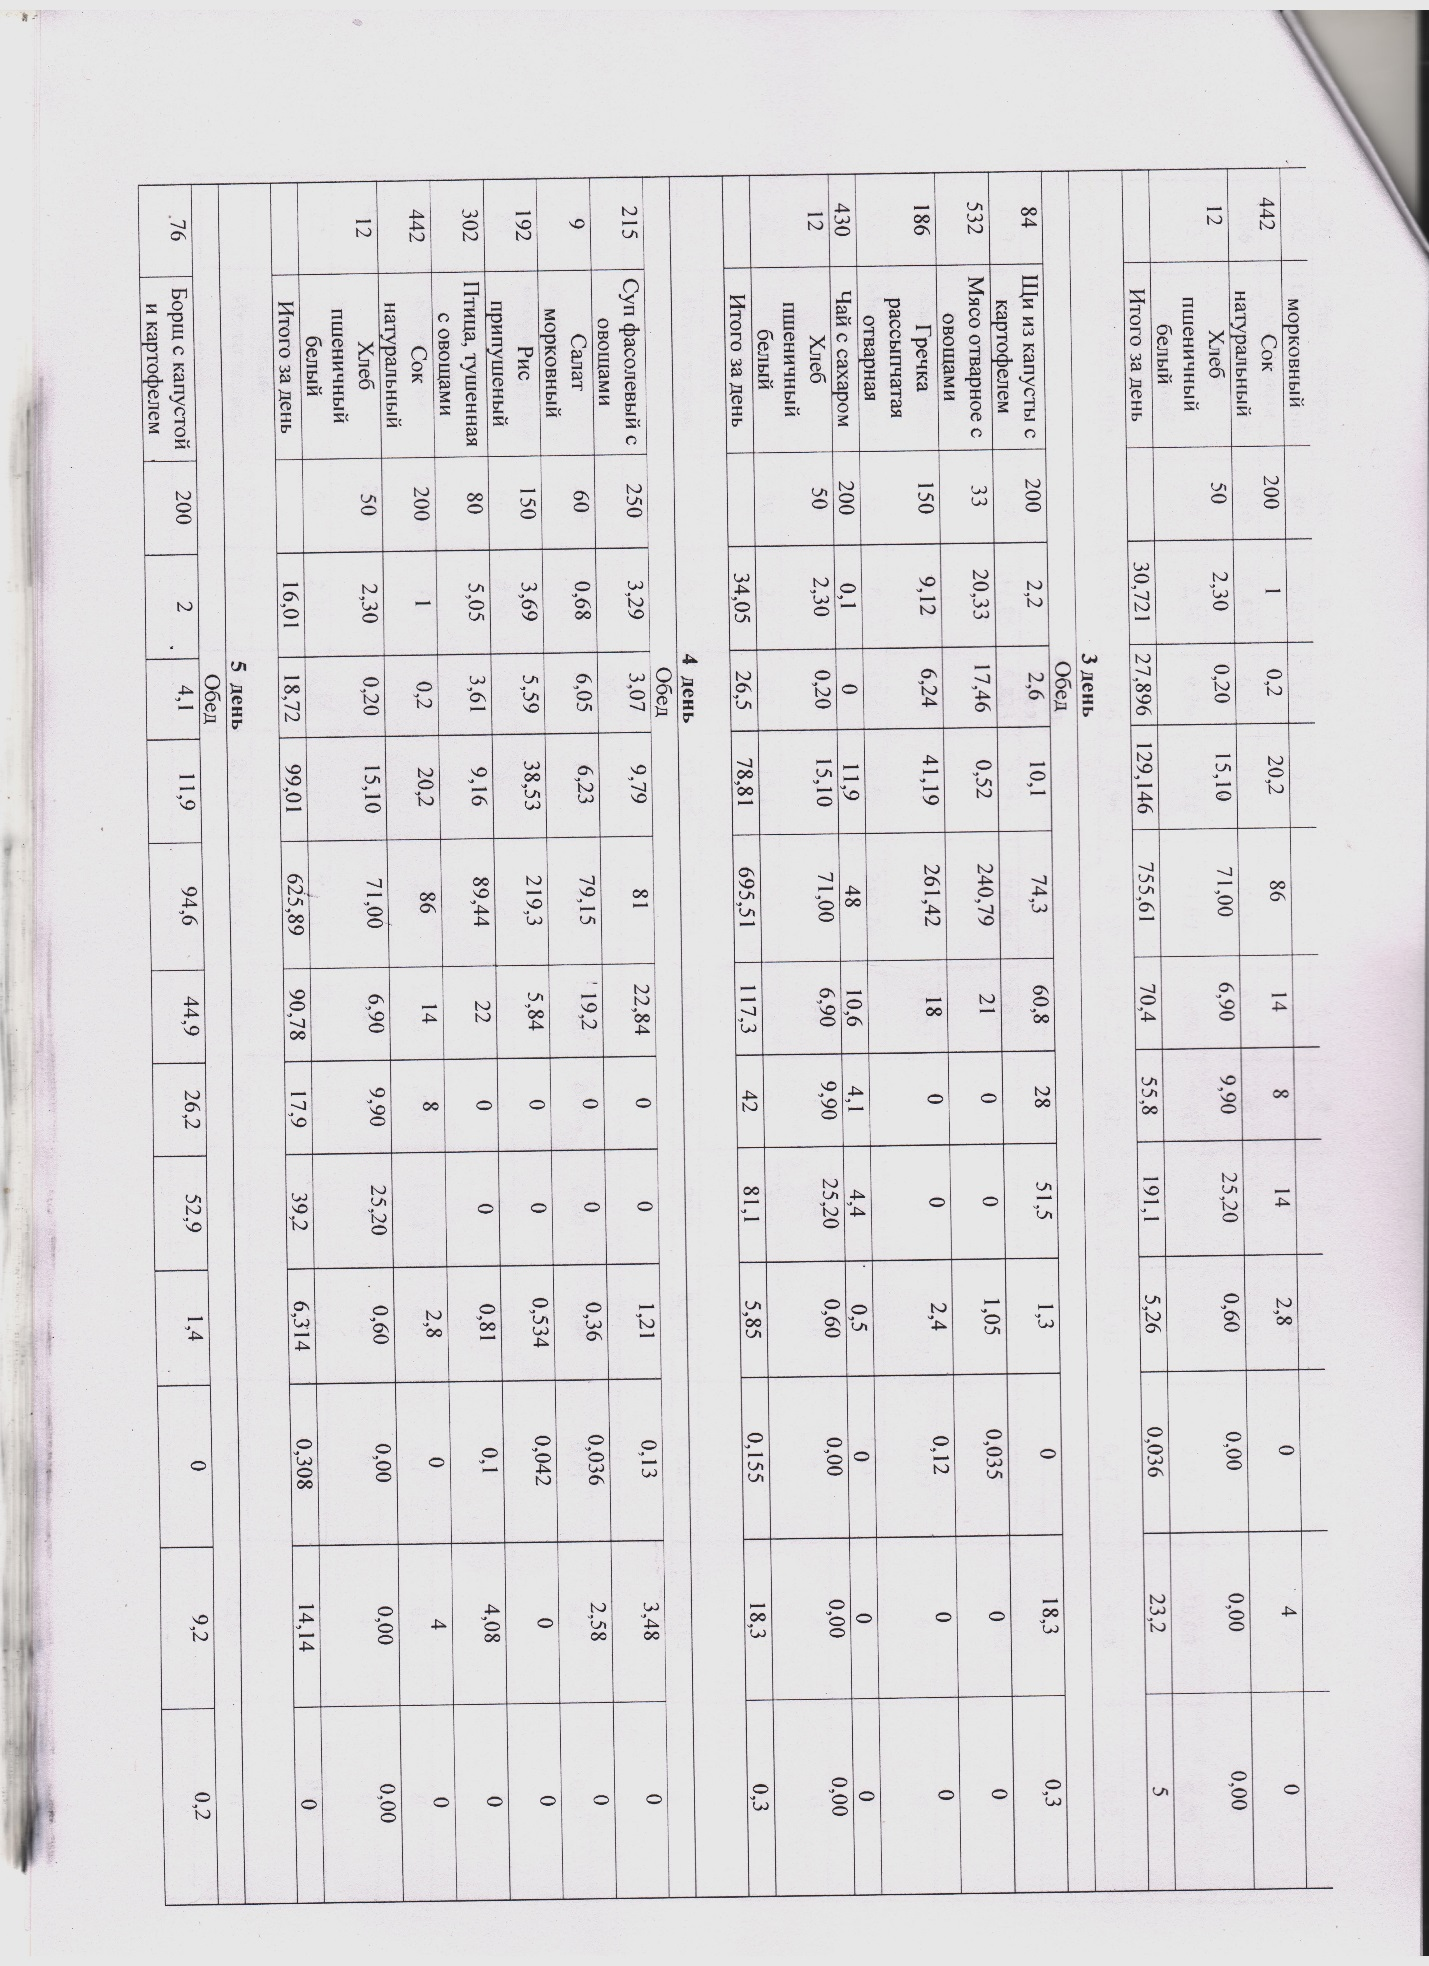 морковный
442 Сок натуральный 200 1 0,2 20,2 86 14 8 14 2,8 0 4 0
12 Хлеб пшеничный белый 50 2,30 0,20 15,10 71,00 6,90 9,90 25,20 0,60 0,00 0,00 0,00
Итого за день 30,721 27,896 129,146 755,61 70,4 55,8 191,1 5,26 0,036 23,2 5
3 день
Обед
84 Щи из капусты с картофелем 200 2,2 2,6 10,1 74,3 60,8 28 51,5 1,3 0 18,3 0,3
532 Мясо отварное с овощами 33 20,33 17,46 0,52 240,79 21 0 0 1,05 0,035 0 0
186 Гречка рассыпчатая отварная 150 9,12 6,24 41,19 261,42 18 0 0 2,4 0,12 0 0
430 Чай с сахаром 200 0,1 0 11,9 48 10,6 4,1 4,4 0,5 0 0 0
12 Хлеб пшеничный белый 50 2,30 0,20 15,10 71,00 6,90 9,90 25,20 0,60 0,00 0,00 0,00
Итого за день 34,05 26,5 78,81 695,51 117,3 42 81,1 5,85 0,155 18,3 0,3
4 день
Обед
215 Суп фасолевый с овощами 250 3,29 3,07 9,79 81 22,84 0 0 1,21 0,13 3,48 0
9 Салат морковный 60 0,68 6,05 6,23 79,15 19,2 0 0 0,36 0,036 2,58 0
192 Рис припушеный 150 3,69 5,59 38,53 219,3 5,84 0 0 0,534 0,042 0 0
302 Птица, тушенная с овощами 80 5,05 3,61 9,16 89,44 22 0 0 0,81 0,1 4,08 0
442 Сок натуральный 200 1 0,2 20,2 86 14 8 2,8 0 4 0
12 Хлеб пшеничный белый 50 2,30 0,20 15,10 71,00 6,90 9,90 25,20 0,60 0,00 0,00 0,00
Итого за день 16,01 18,72 99,01 625,89 90,78 17,9 39,2 6,314 0,308 14,14 0
5 день
Обед
76 Борщ с капустой и картофелем 200 2 4,1 11,9 94,6 44,9 26,2 52,9 1,4 0 9,2 0,2